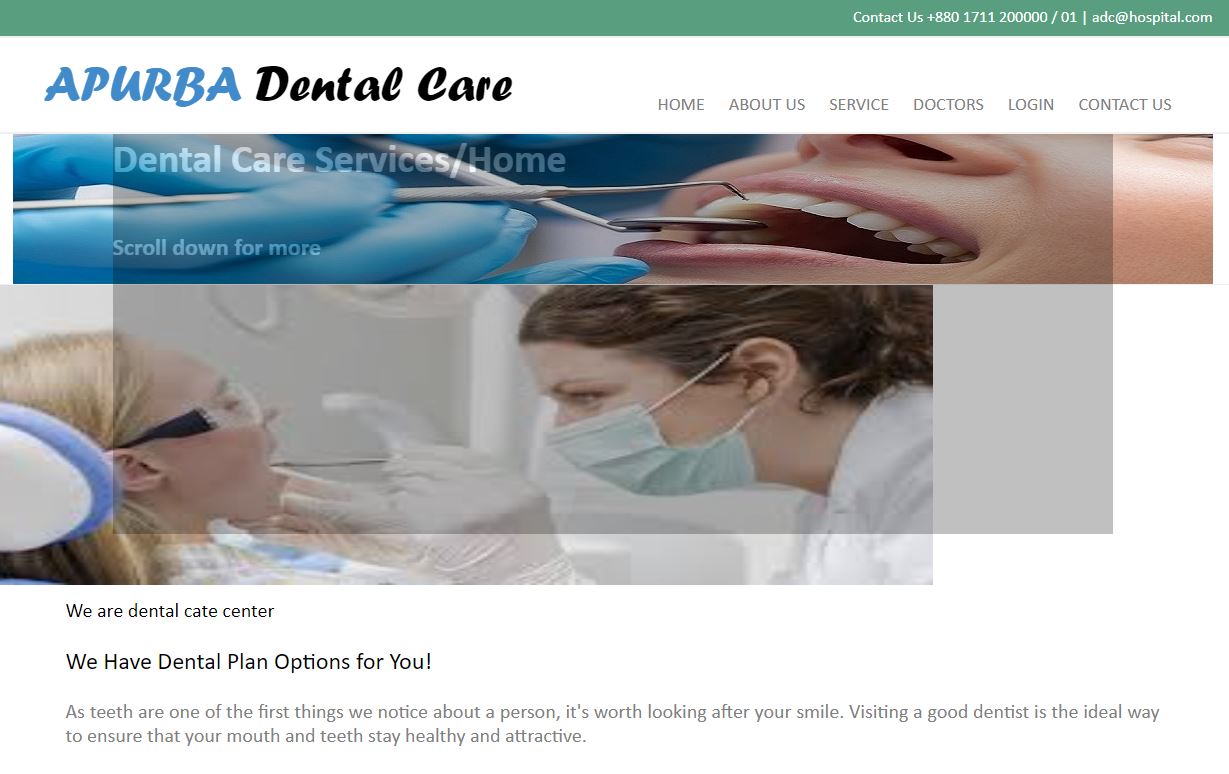 Contact Us +880 1711 200000 / 01 | adc@hospital.com
APURBA Dental Care
HOME ABOUT US SERVICE DOCTORS LOGIN CONTACT US
Dental Care Services/Home
Scroll down for more
We are dental cate center
We Have Dental Plan Options for You!
As teeth are one of the first things we notice about a person, it's worth looking after your smile. Visiting a good dentist is the ideal way
to ensure that your mouth and teeth stay healthy and attractive.